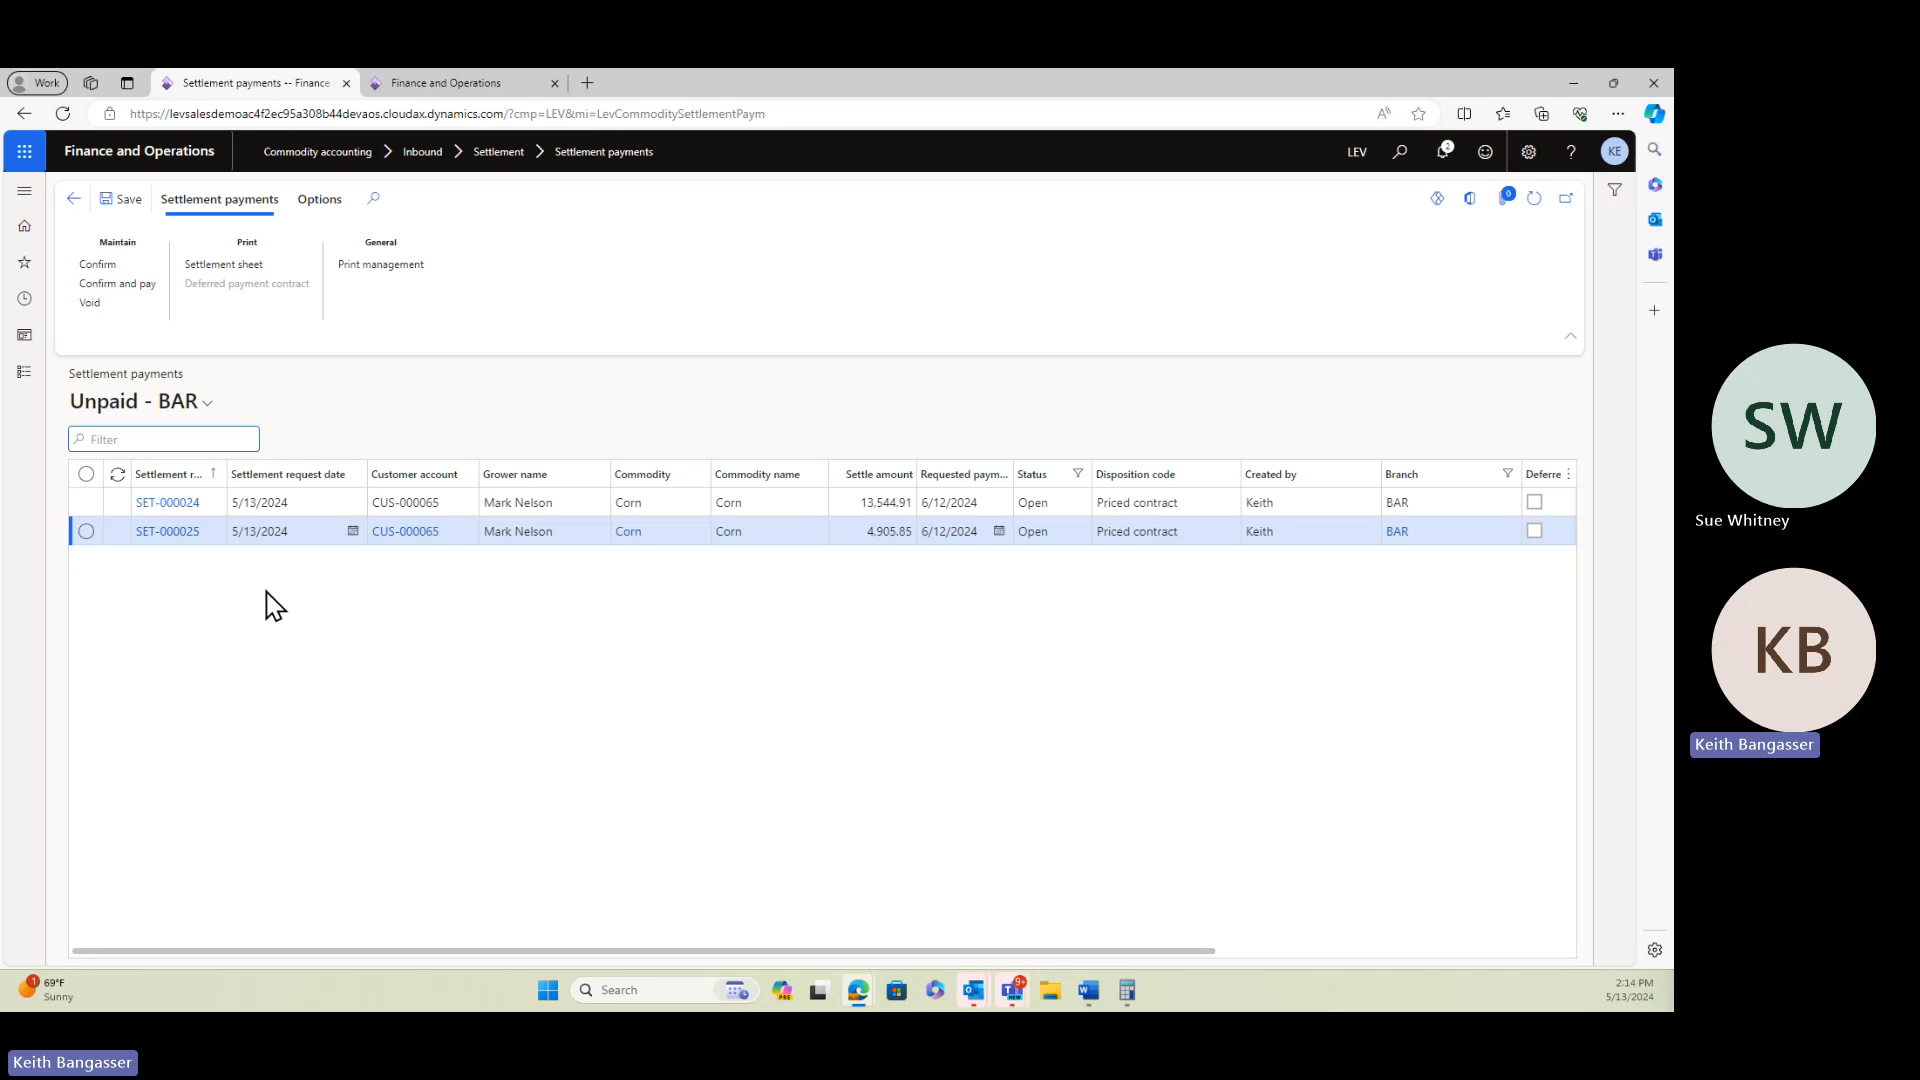 Work
Settlement payments -- Finance
Finance and Operations
https://levsalesdemoac4f2ec95a308b44devaos.cloudax.dynamics.com/?cmp=LEV&mi=LevCommoditySettlementPaym
Finance and Operations
Commodity accounting
Inbound
Settlement
Settlement payments
LEV
2
KE
Save
Settlement payments
Options
0
Maintain
Print
General
Confirm
Settlement sheet
Print management
Confirm and pay
Deferred payment contract
Void
Settlement payments
Unpaid - BAR
Filter
Settlement r... Settlement request date Customer account Grower name Commodity Commodity name Settle amount Requested paym... Status Disposition code Created by Branch Deferre
SET-000024 5/13/2024 CUS-000065 Mark Nelson Corn Corn 13,544.91 6/12/2024 Open Priced contract Keith BAR
SET-000025 5/13/2024 CUS-000065 Mark Nelson Corn Corn 4,905.85 6/12/2024 Open Priced contract Keith BAR
SW
Sue Whitney
KB
Keith Bangasser
1
69°F
Sunny
Search
PRE
9+
NEW
2:14 PM
5/13/2024
Keith Bangasser